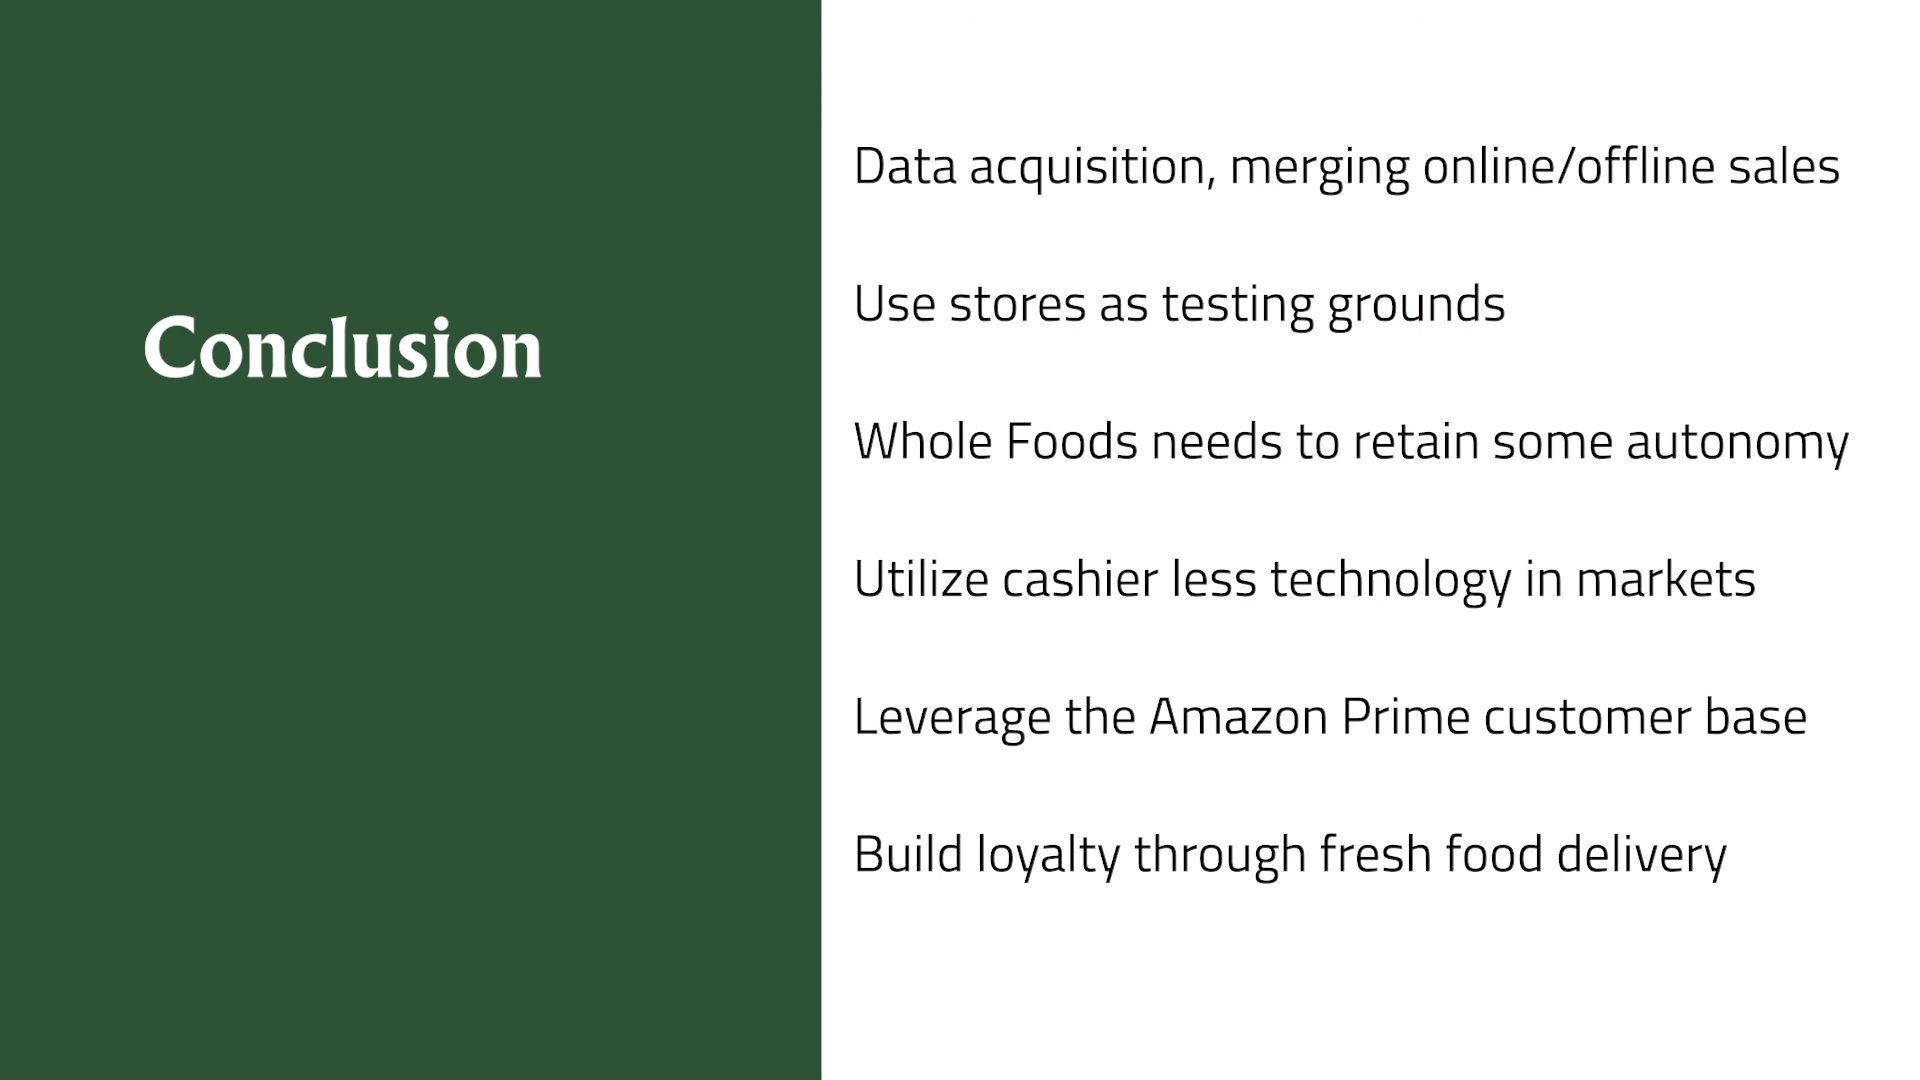 Conclusion
Data acquisition, merging online/offline sales
Use stores as testing grounds
Whole Foods needs to retain some autonomy
Utilize cashier less technology in markets
Leverage the Amazon Prime customer base
Build loyalty through fresh food delivery